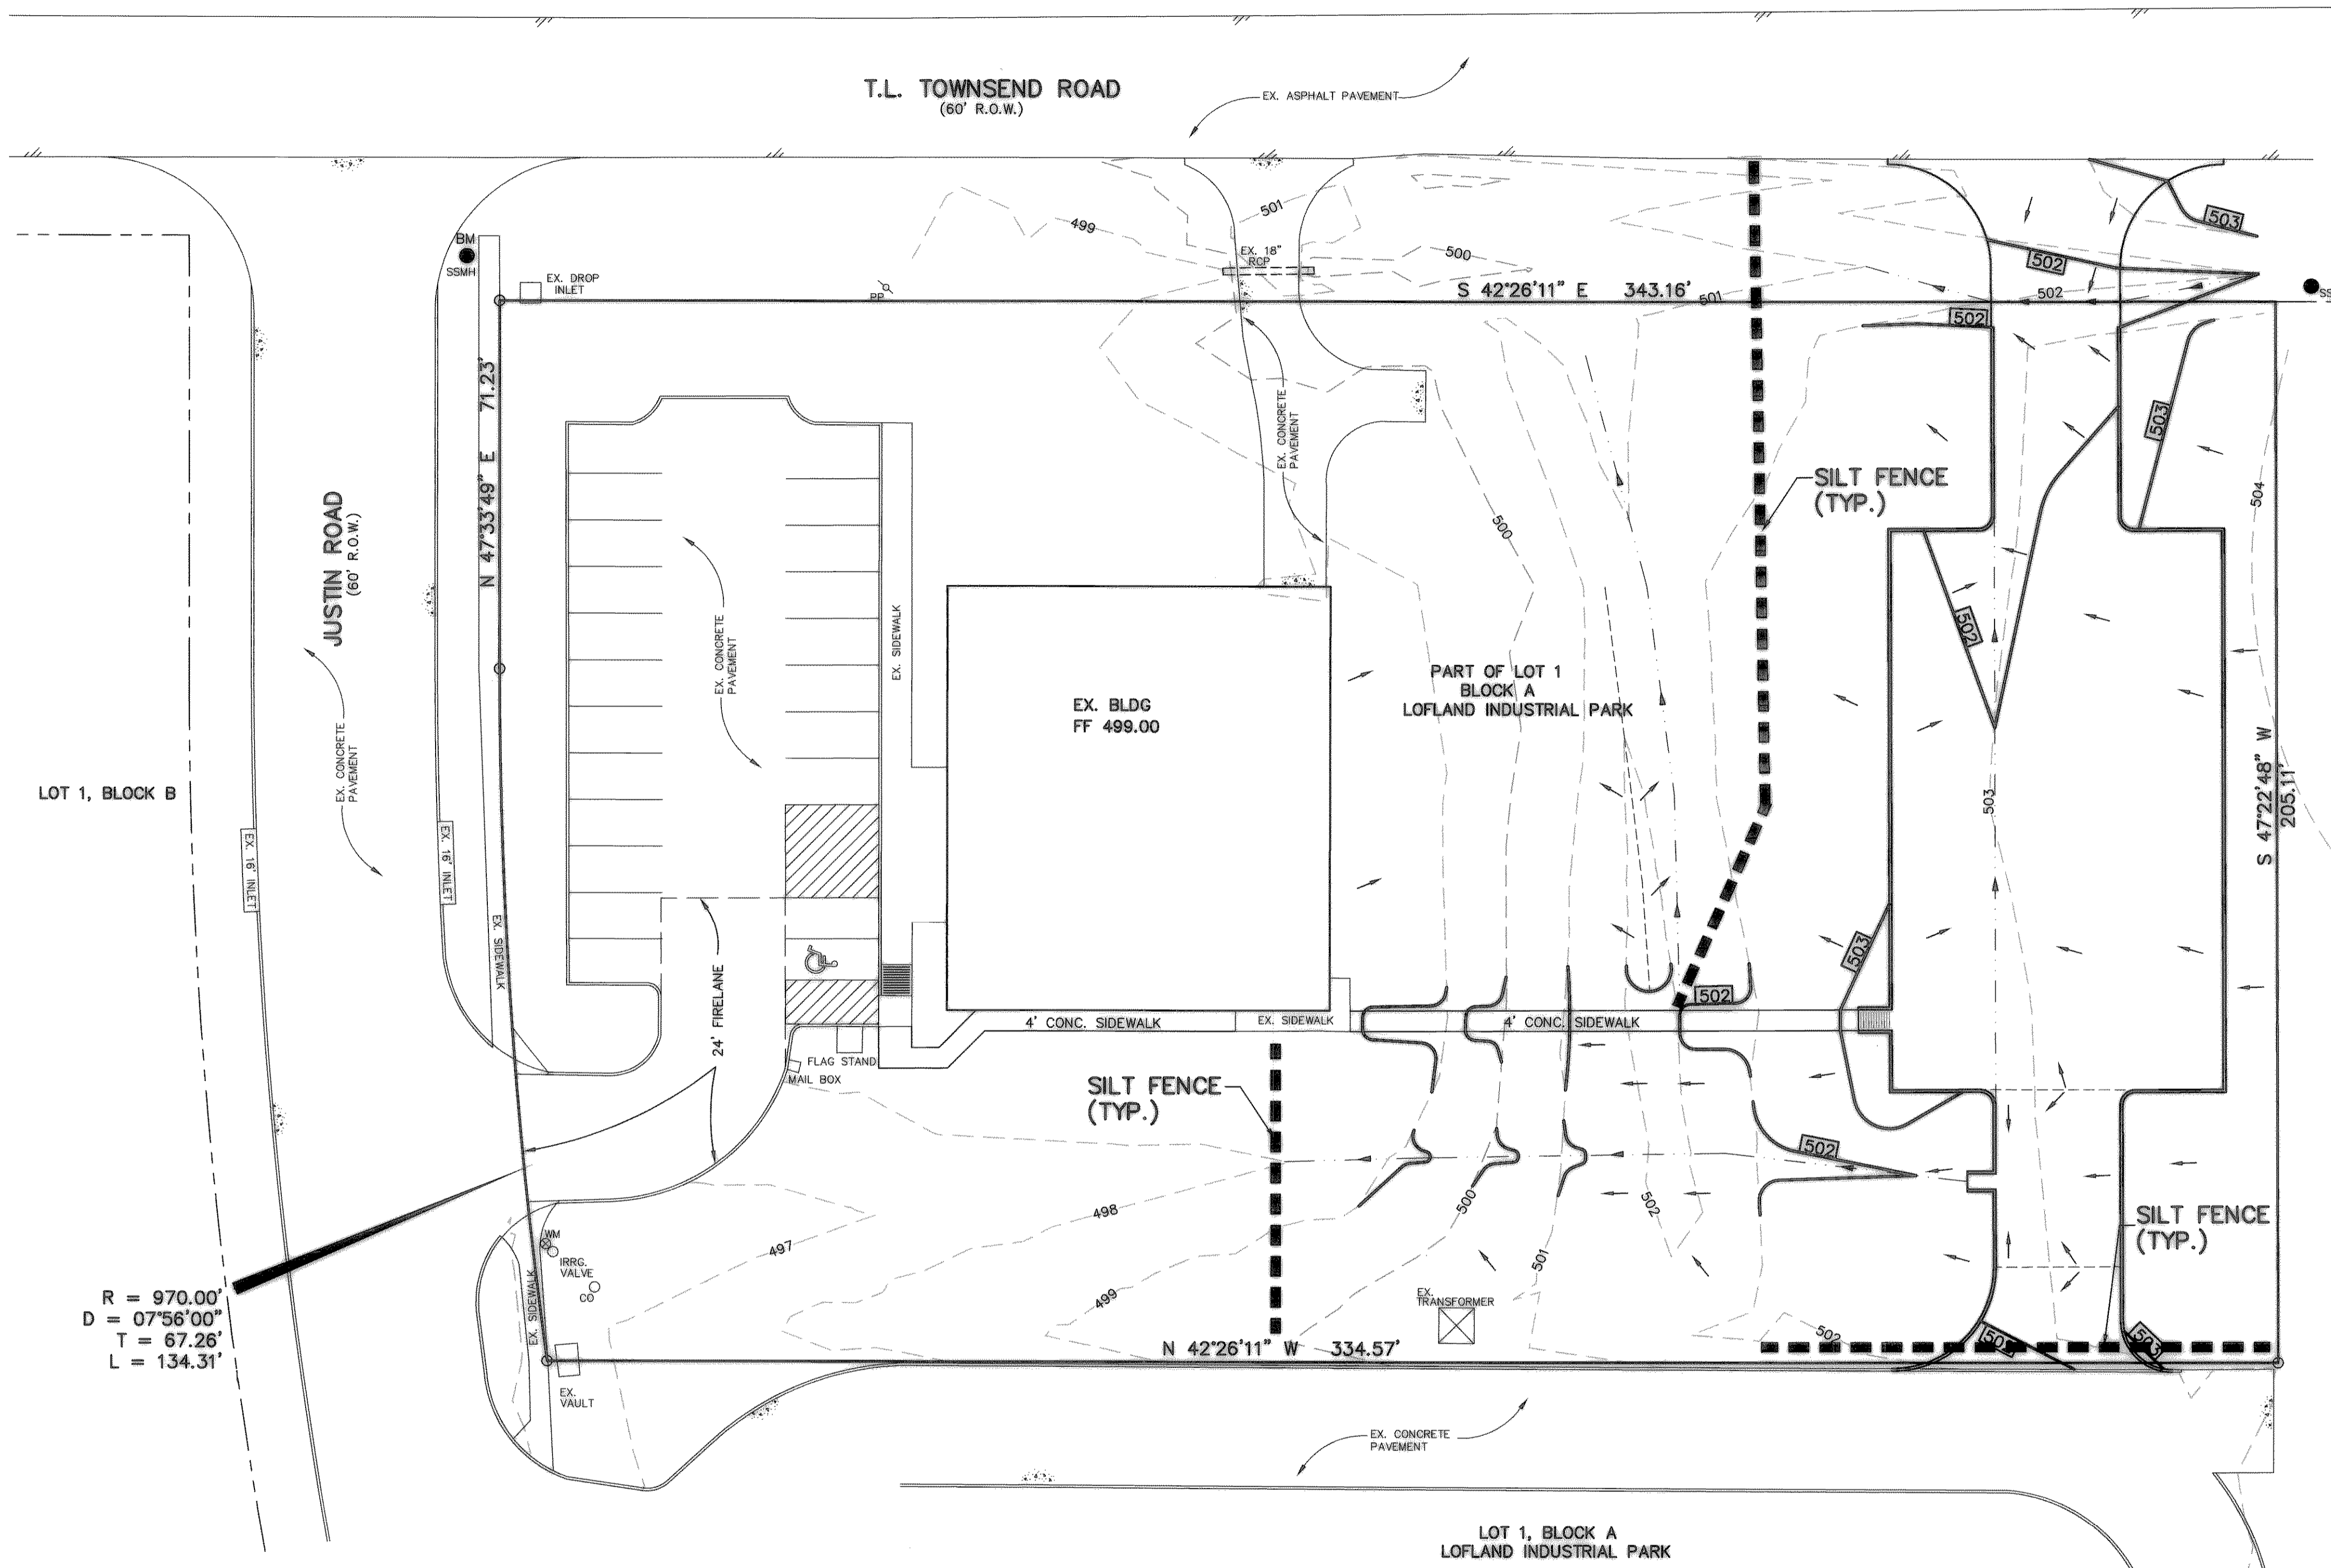 T.L. TOWNSEND ROAD
(60' R.O.W.)
EX. ASPHALT PAVEMENT
501
499
503
BM
SSMH
EX. DROP
INLET
PP
EX. 18"
RCP
500
502
S 42°26'11" E 343.16'
501
502
SS
502
N 47°33'49" E 71.23'
JUSTIN ROAD
(60' R.O.W.)
EX. CONCRETE
PAVEMENT
503
SILT FENCE
(TYP.)
504
500
EX. CONCRETE
PAVEMENT
EX. SIDEWALK
502
PART OF LOT 1
BLOCK A
LOFLAND INDUSTRIAL PARK
EX. BLDG
FF 499.00
EX. CONCRETE
PAVEMENT
LOT 1, BLOCK B
503
S 47°22'48" W
205.11'
EX. 16' INLET
EX. 16' INLET
EX. SIDEWALK
24' FIRELANE
503
502
4' CONC. SIDEWALK
EX. SIDEWALK
4' CONC. SIDEWALK
FLAG STAND
MAIL BOX
SILT FENCE
(TYP.)
502
498
500
502
SILT FENCE
(TYP.)
497
WM
IRRG.
VALVE
CO
501
EX. SIDEWALK
499
EX.
TRANSFORMER
R = 970.00'
D = 07°56'00"
T = 67.26'
L = 134.31'
502
503
N 42°26'11" W 334.57'
EX.
VAULT
EX. CONCRETE
PAVEMENT
LOT 1, BLOCK A
LOFLAND INDUSTRIAL PARK